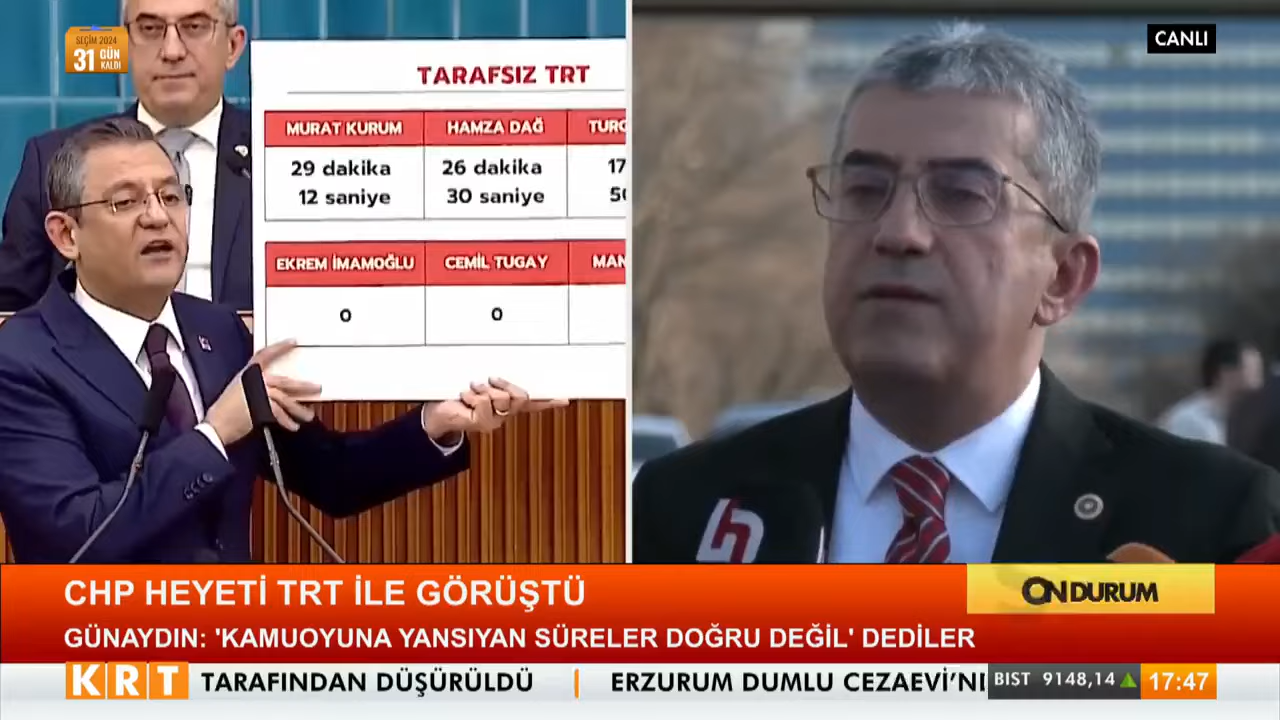 SEÇİM 2024
31 GÜN KALDI
CANLI
TARAFSIZ TRT
MURAT KURUM
HAMZA DAĞ
29 dakika
12 saniye
26 dakika
30 saniye
17
EKREM İMAMOĞLU
CEMİL TUGAY
0
0
CHP HEYETİ TRT İLE GÖRÜŞTÜ
ON DURUM
GÜNAYDIN: 'KAMUOYUNA YANSIYAN SÜRELER DOĞRU DEĞİL' DEDİLER
KRT
TARAFINDAN DÜŞÜRÜLDÜ | ERZURUM DUMLU CEZAEVİ'NI
BIST 9148,14
17:47